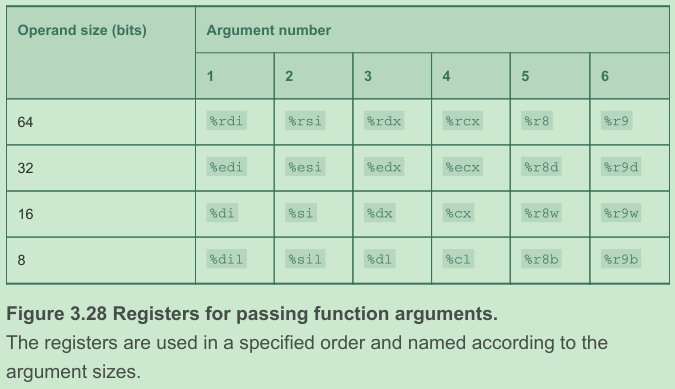 Operand size (bits) Argument number
1 2 3 4 5 6
64 %rdi %rsi %rdx %rcx %r8 %r9
32 %edi %esi %edx %ecx %r8d %r9d
16 %di %si %dx %cx %r8w %r9w
8 %dil %sil %dl %cl %r8b %r9b
Figure 3.28 Registers for passing function arguments.
The registers are used in a specified order and named according to the
argument sizes.